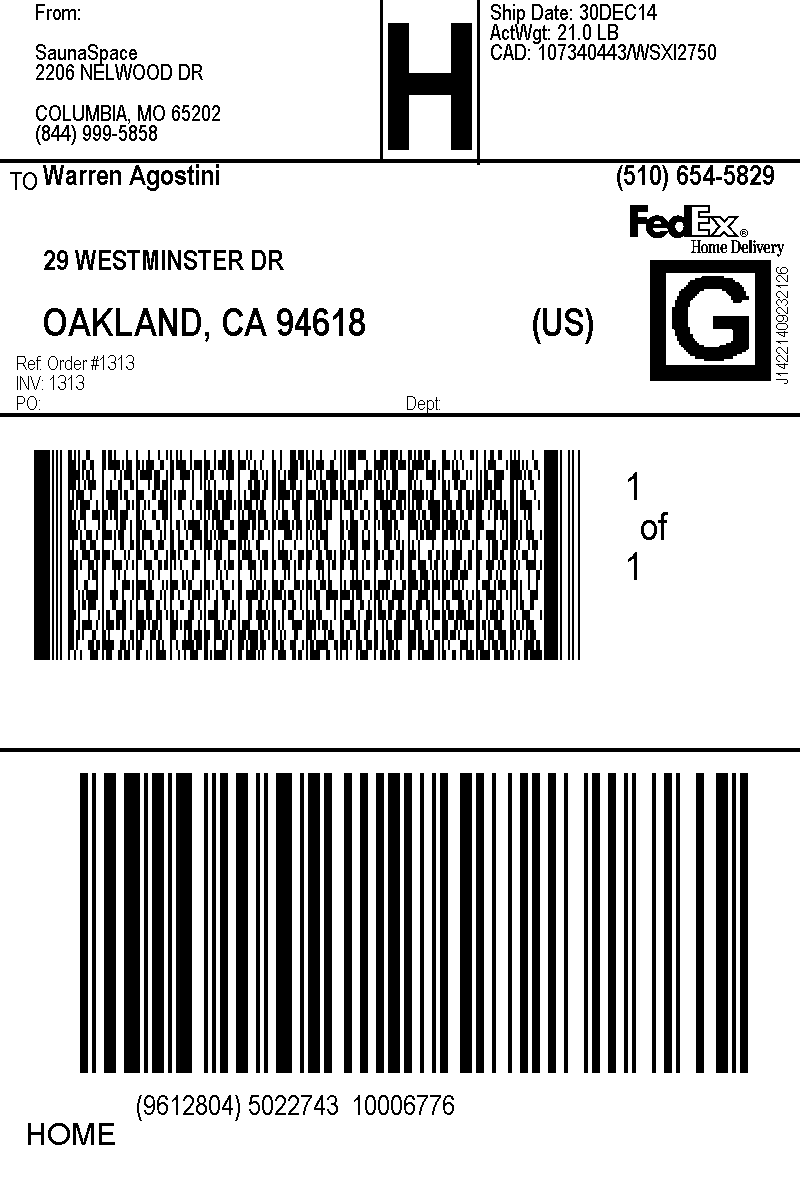 From:
SaunaSpace
2206 NELWOOD DR
COLUMBIA, MO 65202
(844) 999-5858
H
Ship Date: 30DEC14
ActWgt: 21.0 LB
CAD: 107340443/WSXI2750
TO Warren Agostini (510) 654-5829
29 WESTMINSTER DR
OAKLAND, CA 94618 (US)
FedEx®
Home Delivery
G
J14221409232126
Ref: Order #1313
INV: 1313
PO: Dept:
1
of
1
(9612804) 5022743 10006776
HOME